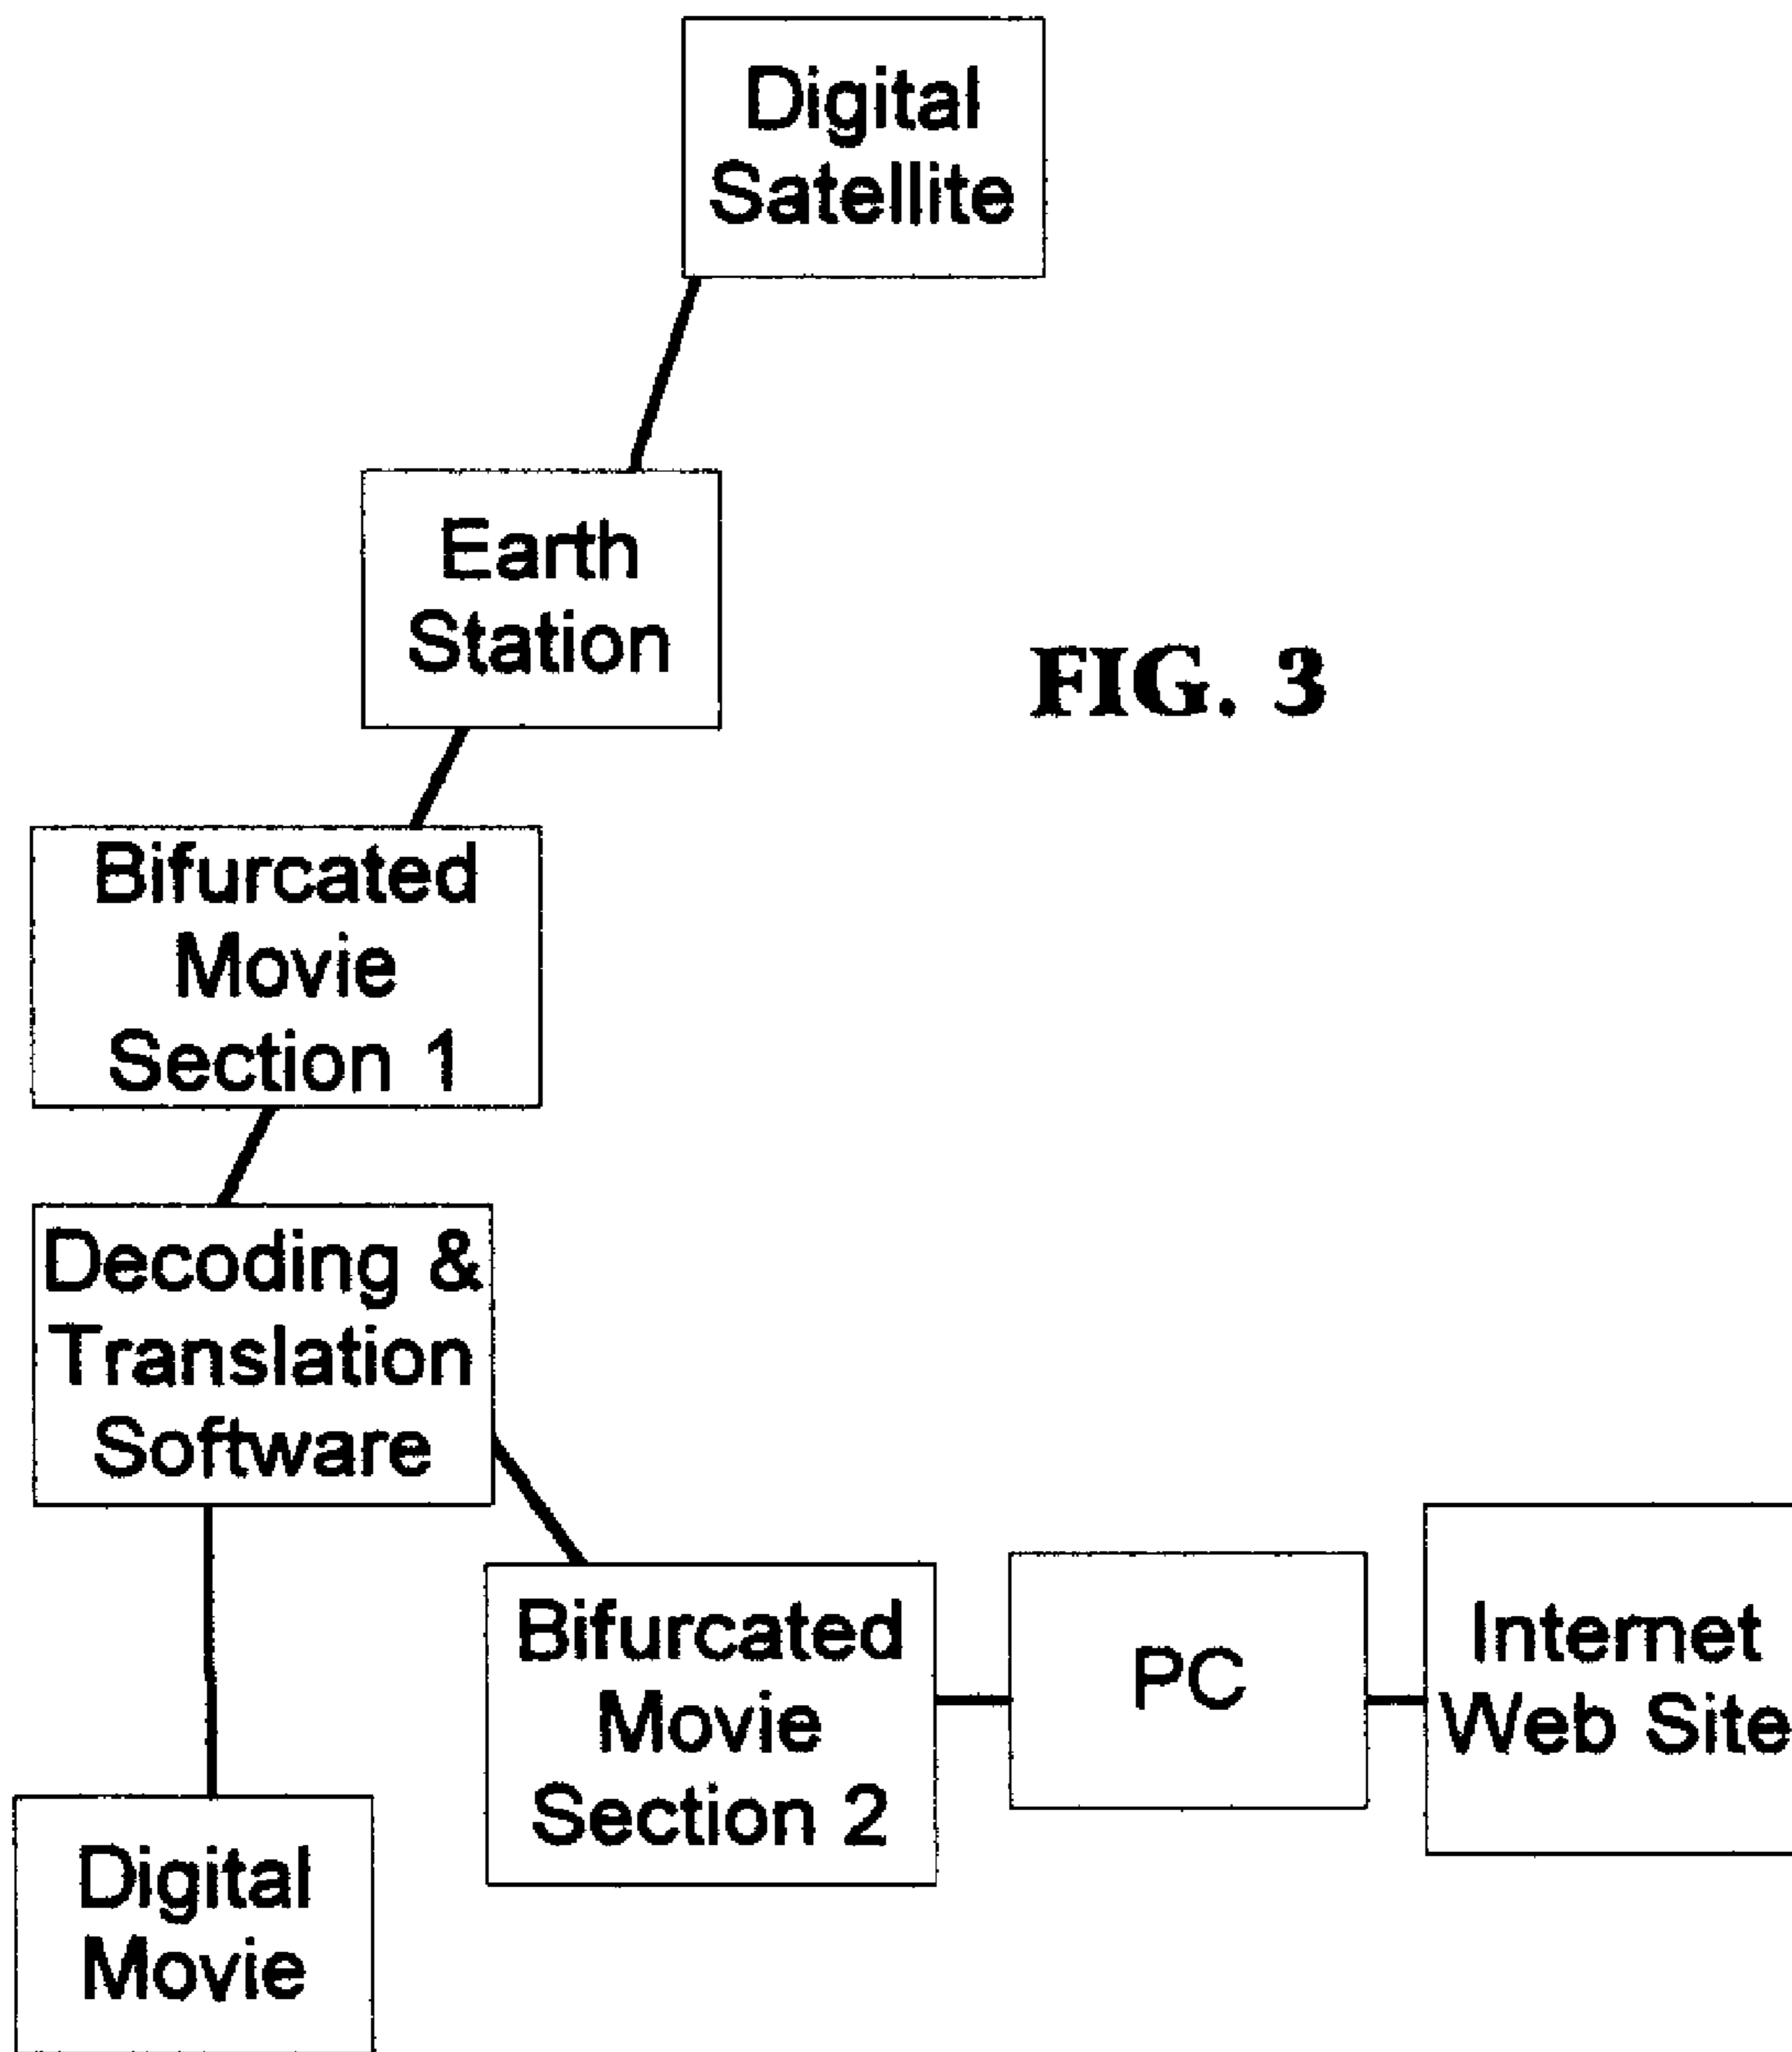 Digital
Satellite
Earth
Station
FIG. 3
Bifurcated
Movie
Section 1
Decoding &
Translation
Software
Bifurcated
Movie
Section 2
PC
Internet
Web Site
Digital
Movie